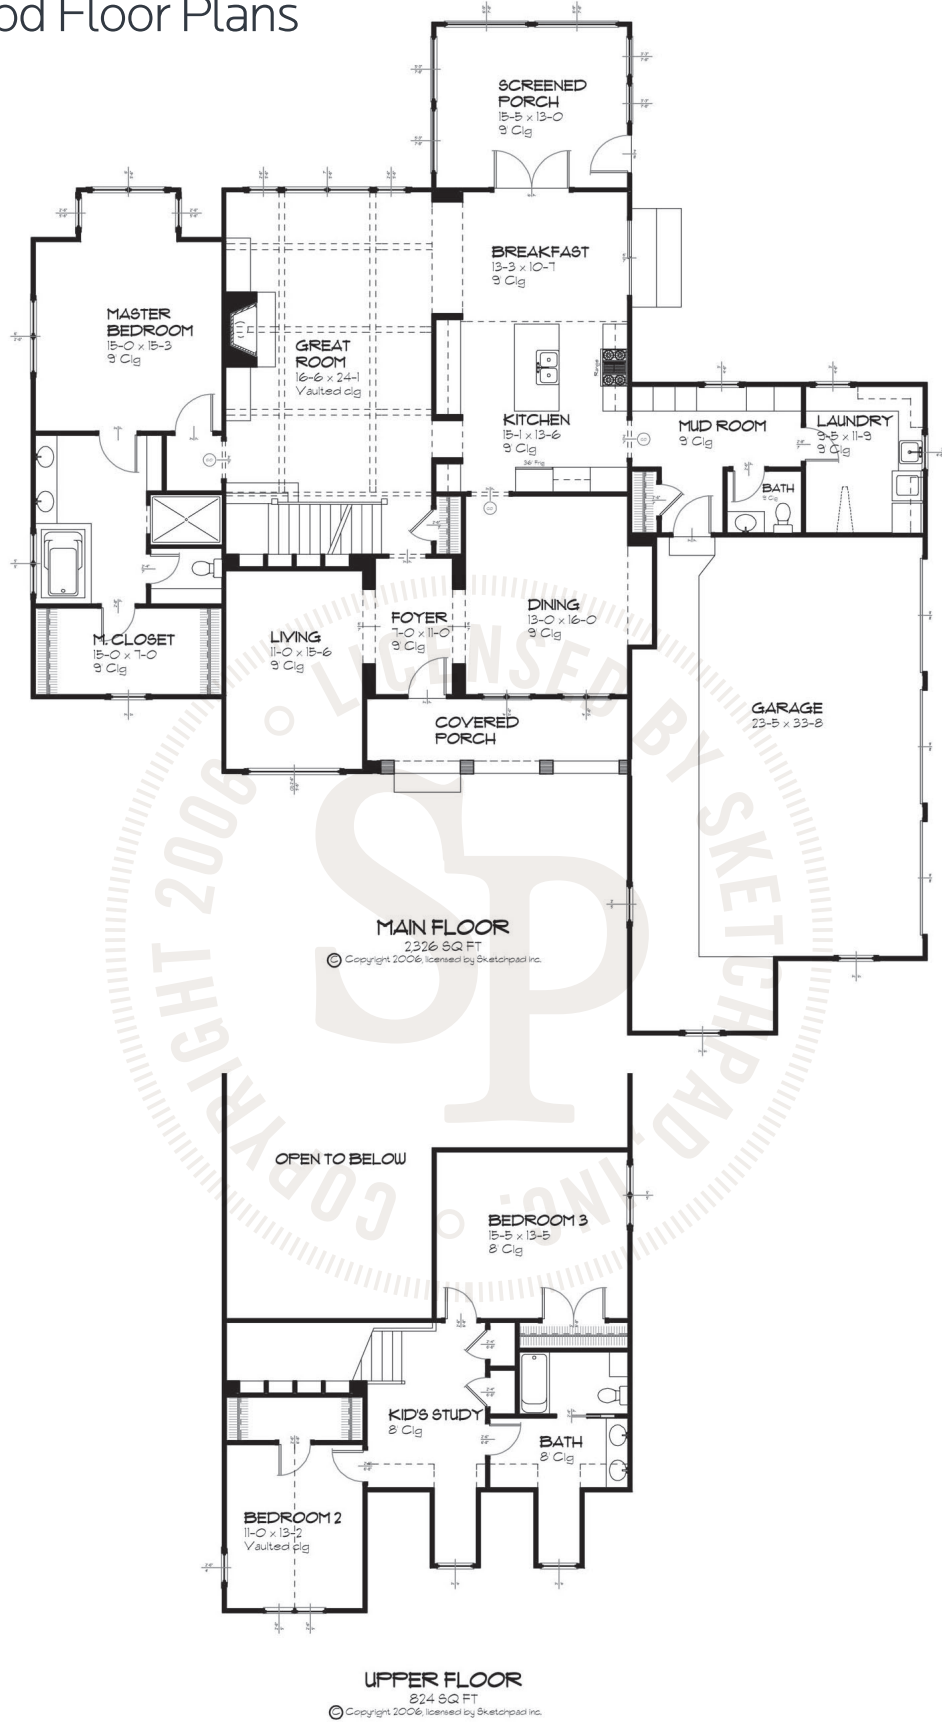 od Floor Plans
SCREENED
PORCH
15-5 x 13-0
9' Clg
BREAKFAST
13-3 x 10-7
9' Clg
MASTER
BEDROOM
15-0 x 15-3
9' Clg
GREAT
ROOM
16-6 x 24-1
Vaulted clg
Range
KITCHEN
15-1 x 13-6
9' Clg
36" Frig
MUD ROOM
9' Clg
LAUNDRY
9-5 x 11-9
9' Clg
BATH
9' Clg
DINING
13-0 x 16-0
9' Clg
FOYER
7-0 x 11-0
9' Clg
LIVING
11-0 x 15-6
9' Clg
M. CLOSET
15-0 x 7-0
9' Clg
COVERED
PORCH
GARAGE
23-5 x 33-8
MAIN FLOOR
2,326 SQ FT
© Copyright 2006, licensed by Sketchpad Inc.
COPYRIGHT 2006 LICENSED BY SKETCHPAD, INC.
SP
OPEN TO BELOW
BEDROOM 3
15-5 x 13-5
8' Clg
KID'S STUDY
8' Clg
BATH
8' Clg
BEDROOM 2
11-0 x 13-2
Vaulted clg
UPPER FLOOR
824 SQ FT
© Copyright 2006, licensed by Sketchpad Inc.